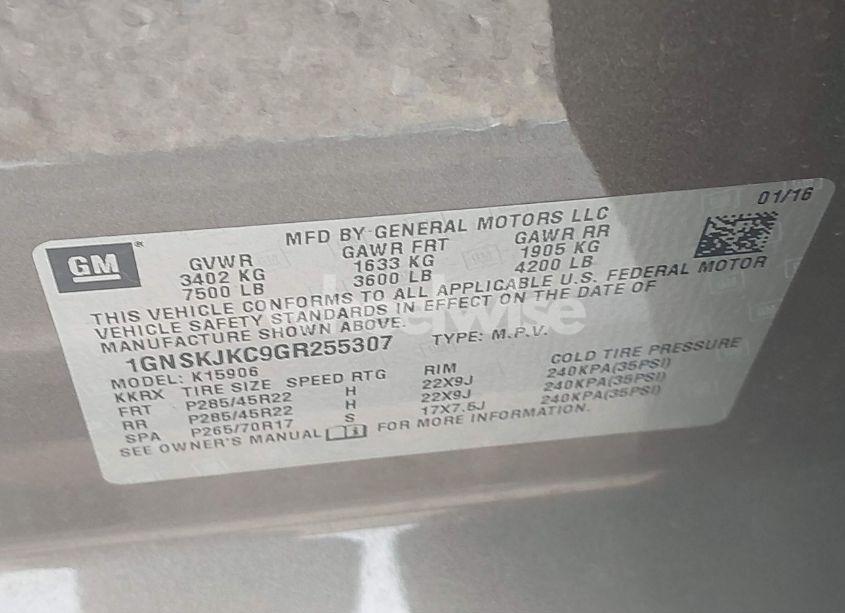 01/16
MFD BY GENERAL MOTORS LLC
GM
GVWR GAWR FRT GAWR RR
3402 KG 1633 KG 1905 KG
7500 LB 3600 LB 4200 LB
THIS VEHICLE CONFORMS TO ALL APPLICABLE U.S. FEDERAL MOTOR
VEHICLE SAFETY STANDARDS IN EFFECT ON THE DATE OF
MANUFACTURE SHOWN ABOVE.
1GNSKJKC9GR255307 TYPE: M.P.V.
MODEL: K15906
KKRX TIRE SIZE SPEED RTG RIM COLD TIRE PRESSURE
FRT P285/45R22 H 22X9J 240KPA(35PSI)
RR P285/45R22 H 22X9J 240KPA(35PSI)
SPA P265/70R17 S 17X7.5J 240KPA(35PSI)
SEE OWNER'S MANUAL FOR MORE INFORMATION.